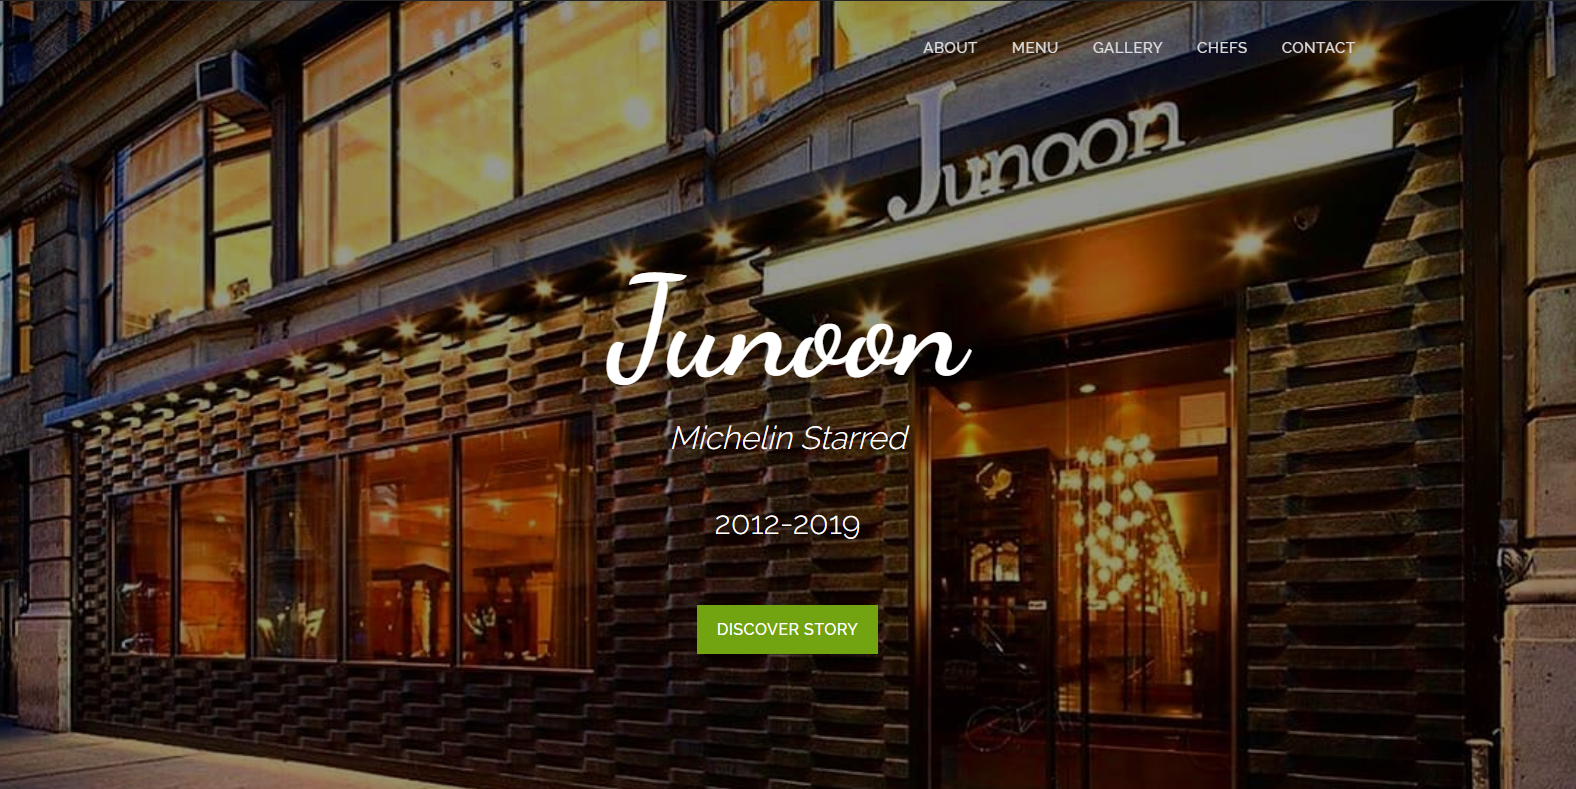 ABOUT MENU GALLERY CHEFS CONTACT
Junoon
Junoon
Michelin Starred
2012-2019
DISCOVER STORY